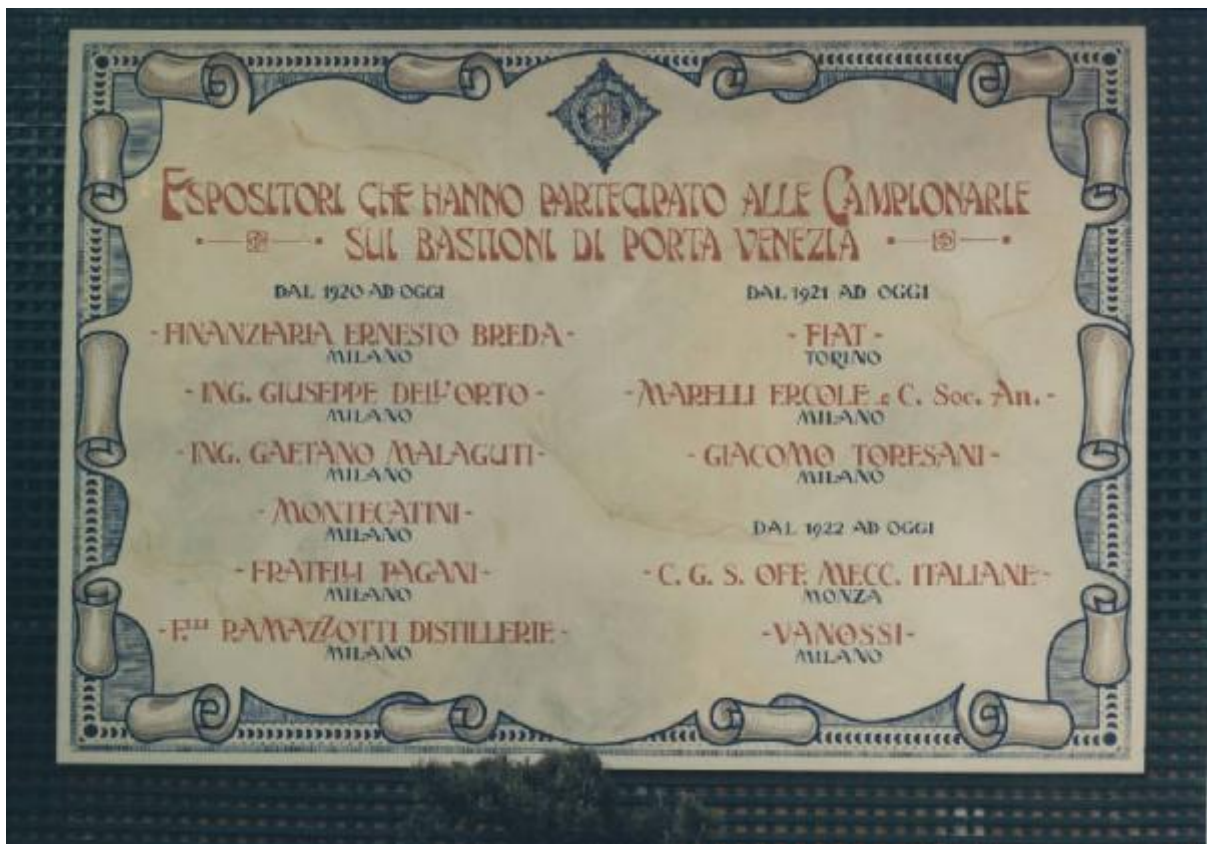 ESPOSITORI CHE HANNO PARTECIPATO ALLE CAMPIONARIE
SUI BASTIONI DI PORTA VENEZIA
DAL 1920 AD OGGI
- FINANZIARIA ERNESTO BREDA -
MILANO
- ING. GIUSEPPE DELL'ORTO -
MILANO
- ING. GAETANO MALAGUTI -
MILANO
- MONTECATINI -
MILANO
- FRATELLI PAGANI -
MILANO
- F.LLI RAMAZZOTTI DISTILLERIE -
MILANO
DAL 1921 AD OGGI
- FIAT -
TORINO
- MARELLI ERCOLE e C. Soc. An. -
MILANO
- GIACOMO TORESANI -
MILANO
DAL 1922 AD OGGI
- C. G. S. OFF. MECC. ITALIANE -
MONZA
- VANOSSI -
MILANO